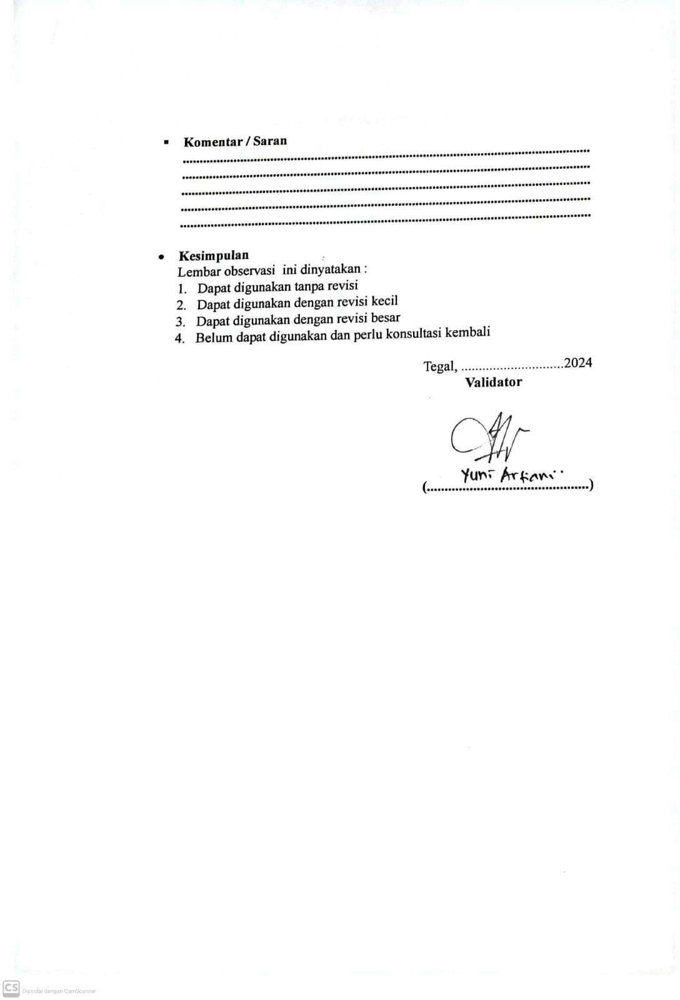 ▪ Komentar / Saran
........................................................................
........................................................................
........................................................................
........................................................................
........................................................................
• Kesimpulan
Lembar observasi ini dinyatakan :
1. Dapat digunakan tanpa revisi
2. Dapat digunakan dengan revisi kecil
3. Dapat digunakan dengan revisi besar
4. Belum dapat digunakan dan perlu konsultasi kembali
Tegal, .............................2024
Validator
Yuni
(................................................)
CS Dipindai dengan CamScanner